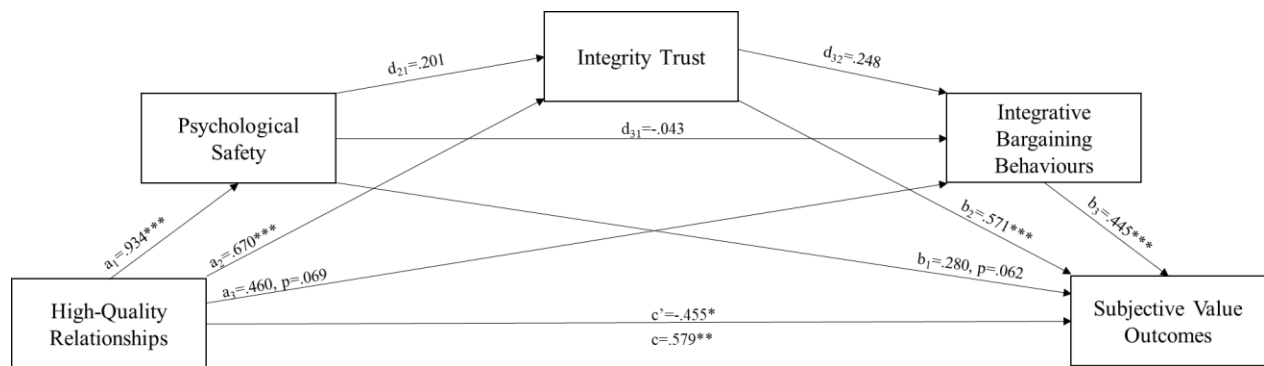 Integrity Trust
d21=.201
d32=.248
Psychological
Safety
Integrative
Bargaining
Behaviours
d31=-.043
a1=.934***
a2=.670***
a3=.460, p=.069
b2=.571***
b3=.445***
b1=.280, p=.062
High-Quality
Relationships
c’=-.455*
c=.579**
Subjective Value
Outcomes